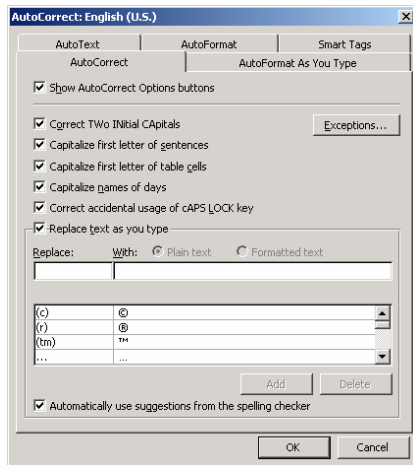 AutoCorrect: English (U.S.)
AutoText AutoFormat Smart Tags
AutoCorrect AutoFormat As You Type
Show AutoCorrect Options buttons
Correct TWo INitial CApitals Exceptions...
Capitalize first letter of sentences
Capitalize first letter of table cells
Capitalize names of days
Correct accidental usage of cAPS LOCK key
Replace text as you type
Replace: With: Plain text Formatted text
(c) ©
(r) ®
(tm) ™
... ...
Add Delete
Automatically use suggestions from the spelling checker
OK Cancel